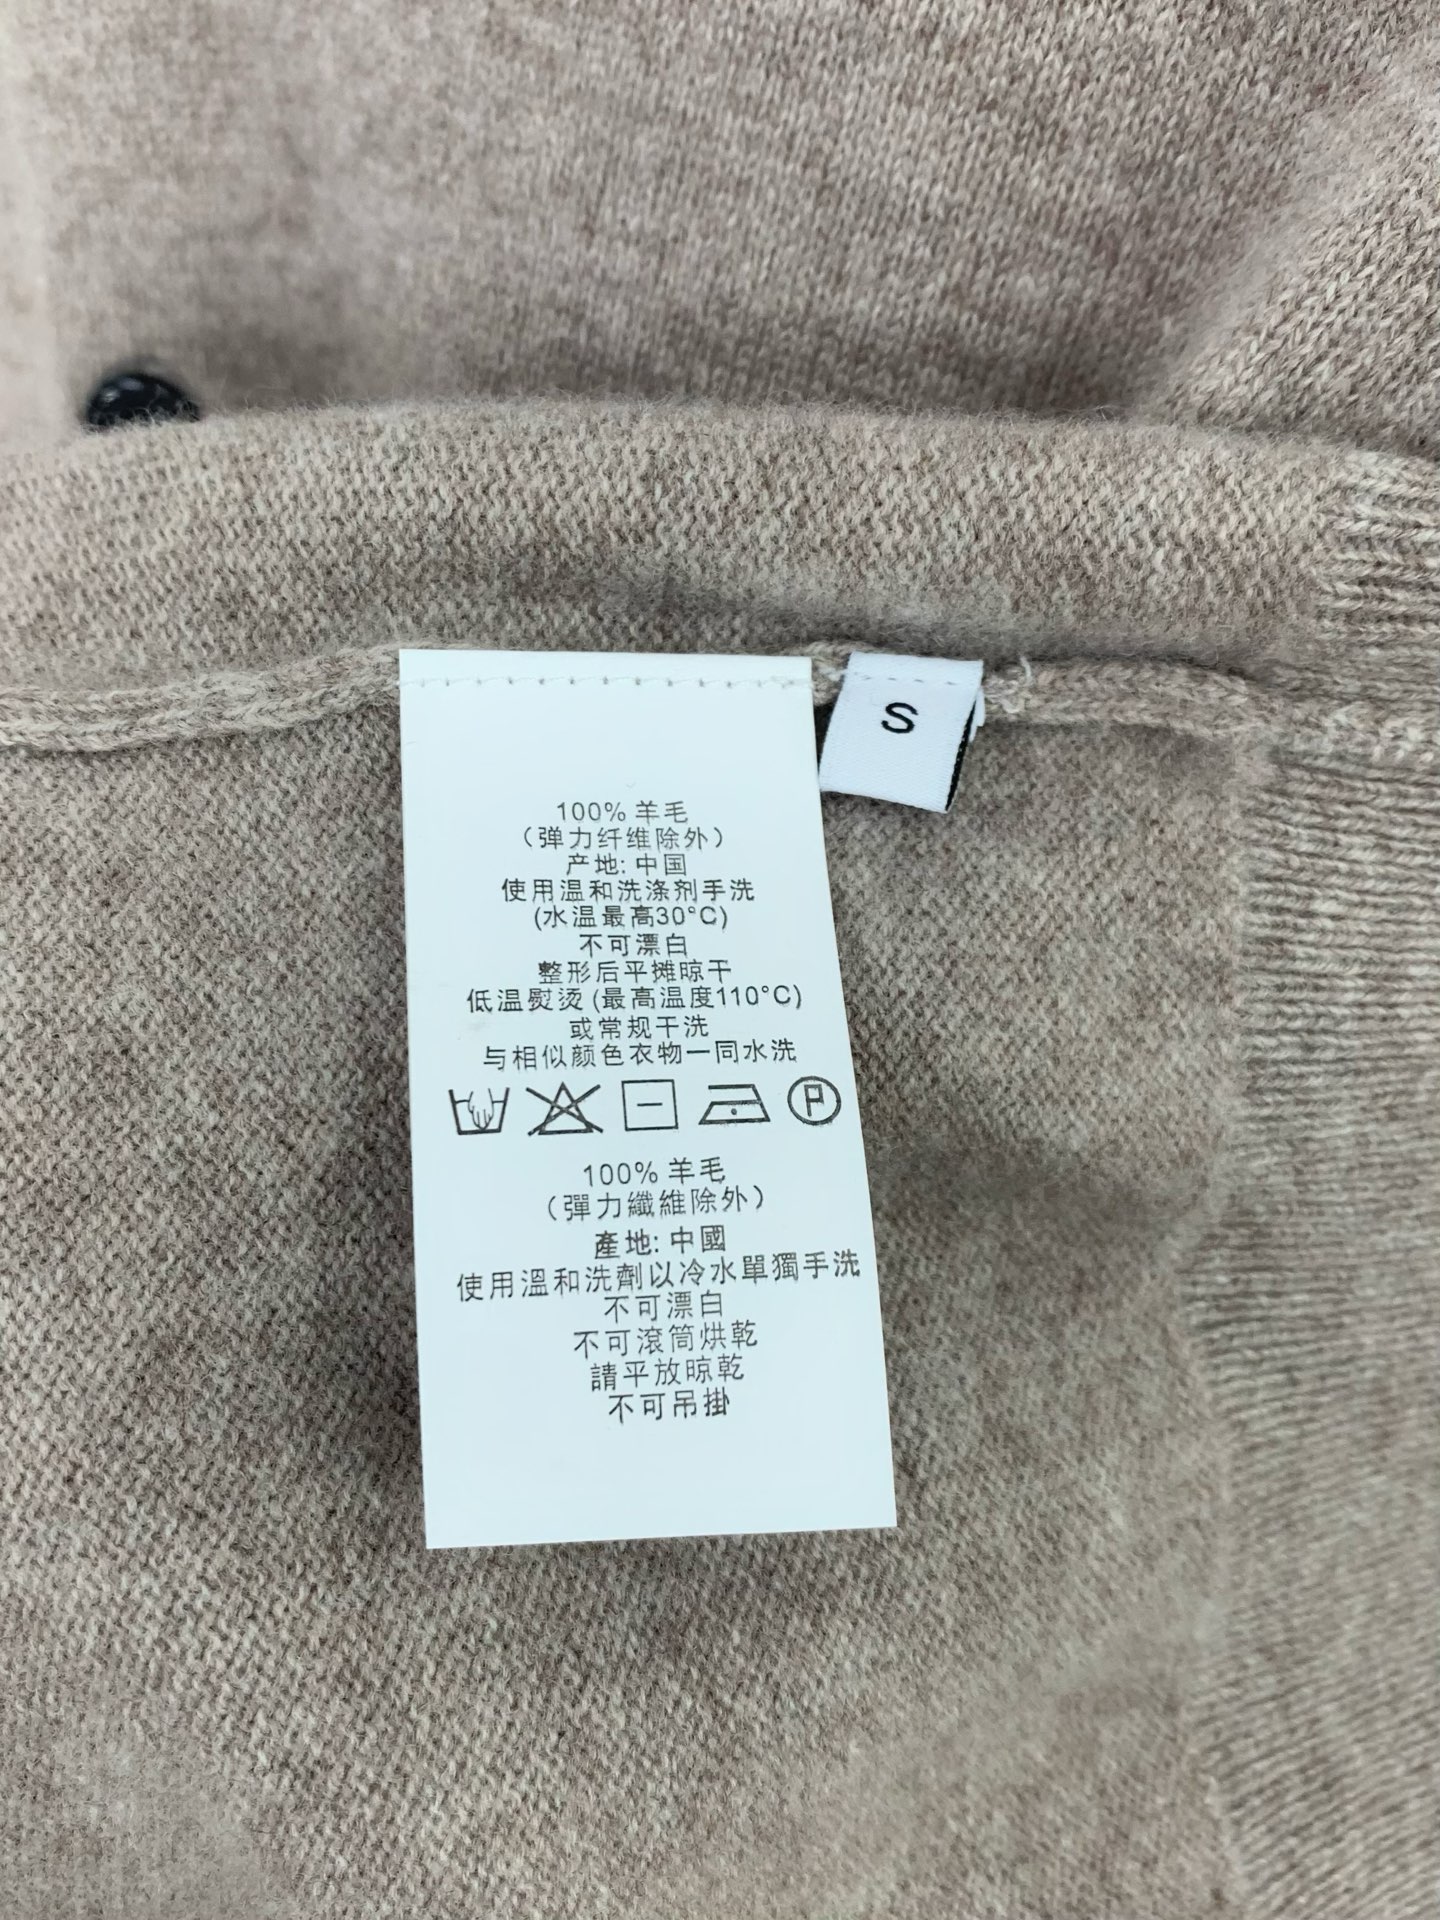 S
100% 羊毛
（弹力纤维除外）
产地: 中国
使用温和洗涤剂手洗
(水温最高30°C)
不可漂白
整形后平摊晾干
低温熨烫 (最高温度110°C)
或常规干洗
与相似颜色衣物一同水洗
P
100% 羊毛
（彈力纖維除外）
產地: 中國
使用溫和洗劑以冷水單獨手洗
不可漂白
不可滾筒烘乾
請平放晾乾
不可吊掛